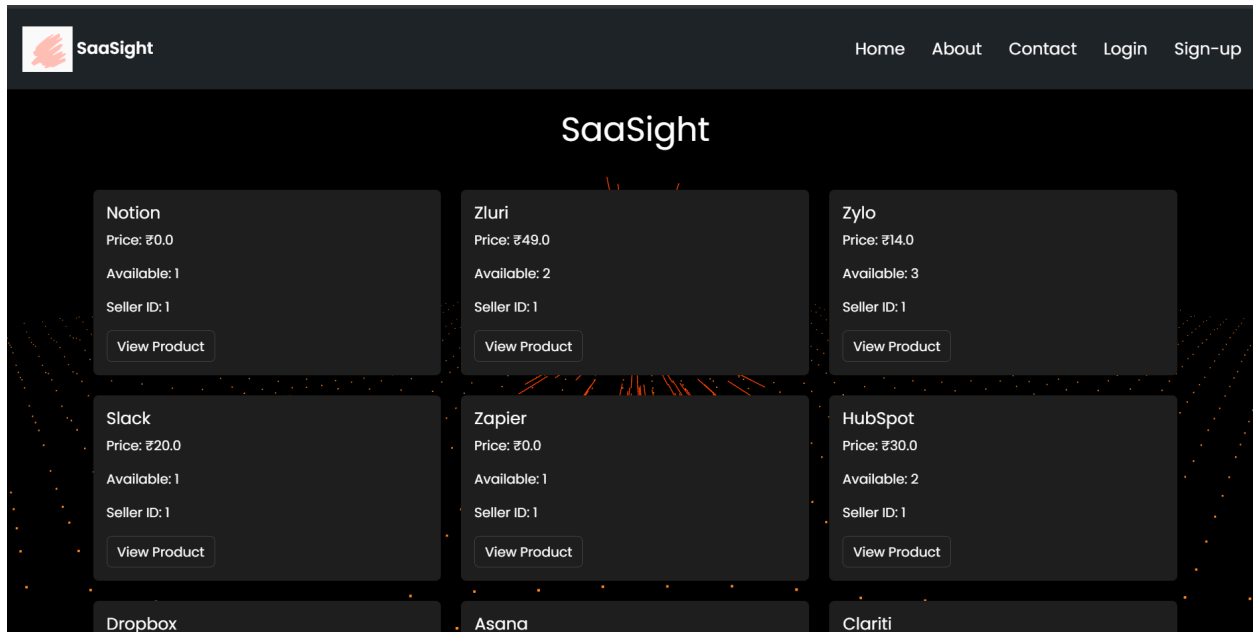 SaaSight
Home About Contact Login Sign-up
SaaSight
Notion
Price: ₹0.0
Available: 1
Seller ID: 1
View Product
Zluri
Price: ₹49.0
Available: 2
Seller ID: 1
View Product
Zylo
Price: ₹14.0
Available: 3
Seller ID: 1
View Product
Slack
Price: ₹20.0
Available: 1
Seller ID: 1
View Product
Zapier
Price: ₹0.0
Available: 1
Seller ID: 1
View Product
HubSpot
Price: ₹30.0
Available: 2
Seller ID: 1
View Product
Dropbox
Asana
Clariti